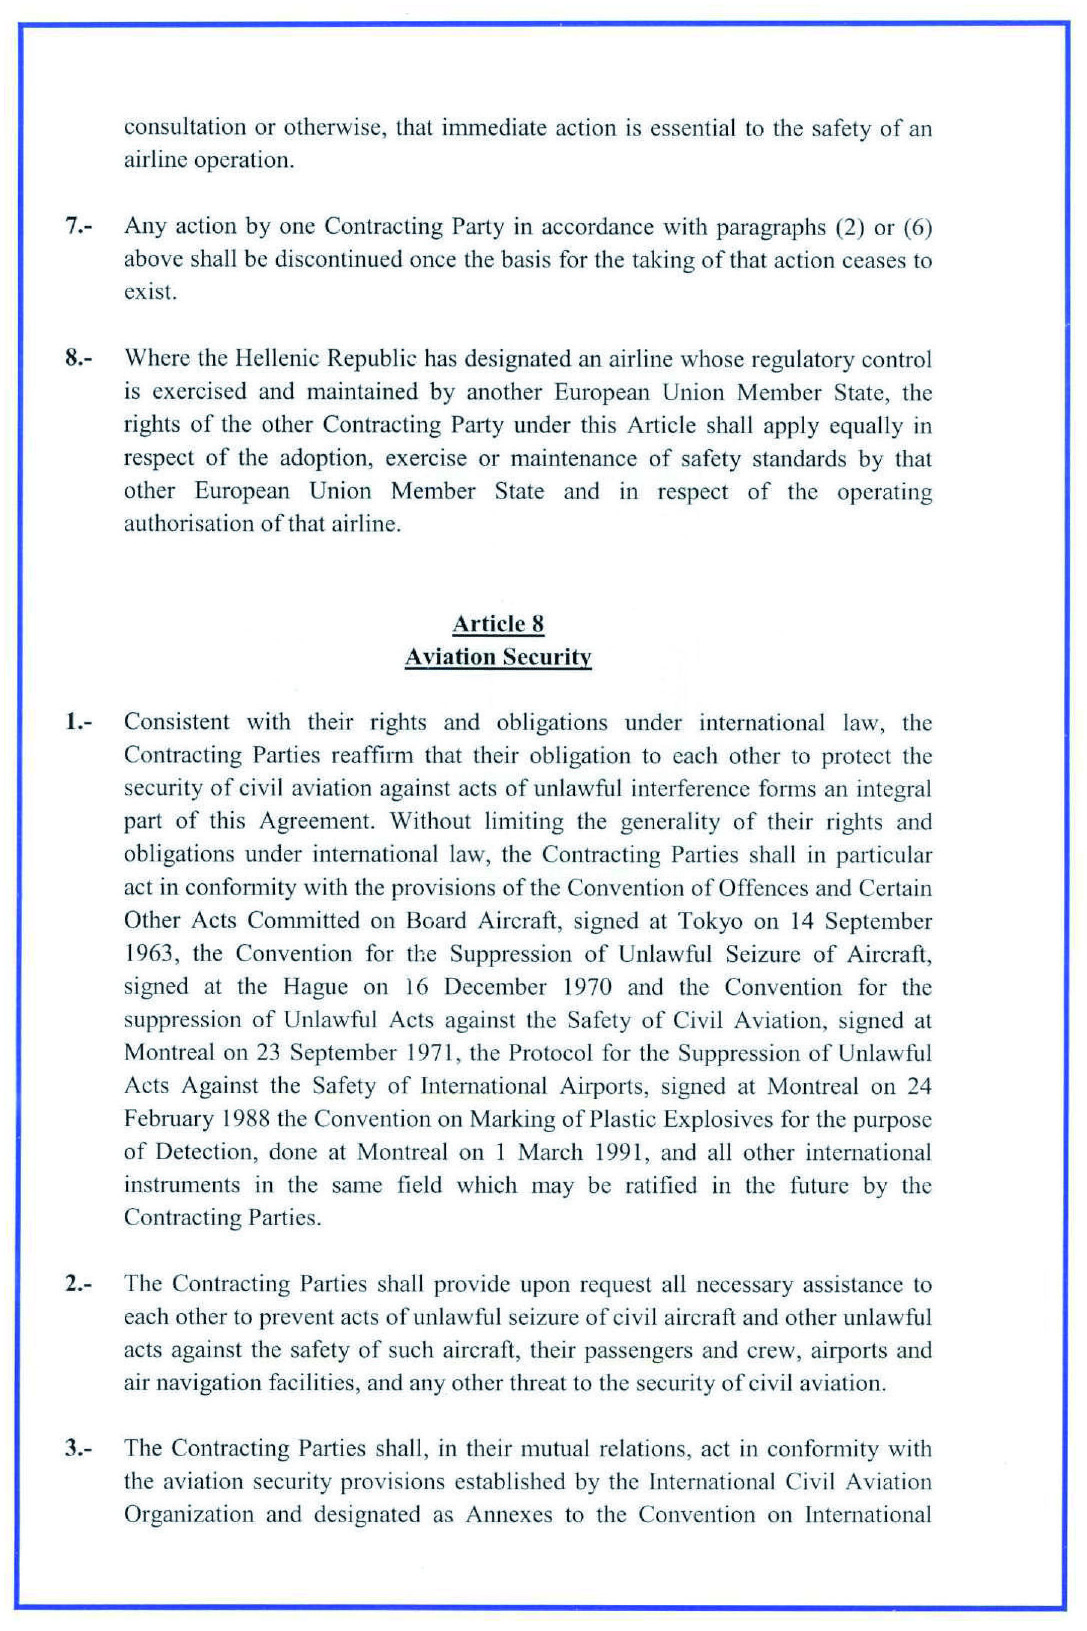 consultation or otherwise, that immediate action is essential to the safety of an
airline operation.
7.- Any action by one Contracting Party in accordance with paragraphs (2) or (6)
above shall be discontinued once the basis for the taking of that action ceases to
exist.
8.- Where the Hellenic Republic has designated an airline whose regulatory control
is exercised and maintained by another European Union Member State, the
rights of the other Contracting Party under this Article shall apply equally in
respect of the adoption, exercise or maintenance of safety standards by that
other European Union Member State and in respect of the operating
authorisation of that airline.
Article 8
Aviation Security
1.- Consistent with their rights and obligations under international law, the
Contracting Parties reaffirm that their obligation to each other to protect the
security of civil aviation against acts of unlawful interference forms an integral
part of this Agreement. Without limiting the generality of their rights and
obligations under international law, the Contracting Parties shall in particular
act in conformity with the provisions of the Convention of Offences and Certain
Other Acts Committed on Board Aircraft, signed at Tokyo on 14 September
1963, the Convention for the Suppression of Unlawful Seizure of Aircraft,
signed at the Hague on 16 December 1970 and the Convention for the
suppression of Unlawful Acts against the Safety of Civil Aviation, signed at
Montreal on 23 September 1971, the Protocol for the Suppression of Unlawful
Acts Against the Safety of International Airports, signed at Montreal on 24
February 1988 the Convention on Marking of Plastic Explosives for the purpose
of Detection, done at Montreal on 1 March 1991, and all other international
instruments in the same field which may be ratified in the future by the
Contracting Parties.
2.- The Contracting Parties shall provide upon request all necessary assistance to
each other to prevent acts of unlawful seizure of civil aircraft and other unlawful
acts against the safety of such aircraft, their passengers and crew, airports and
air navigation facilities, and any other threat to the security of civil aviation.
3.- The Contracting Parties shall, in their mutual relations, act in conformity with
the aviation security provisions established by the International Civil Aviation
Organization and designated as Annexes to the Convention on International